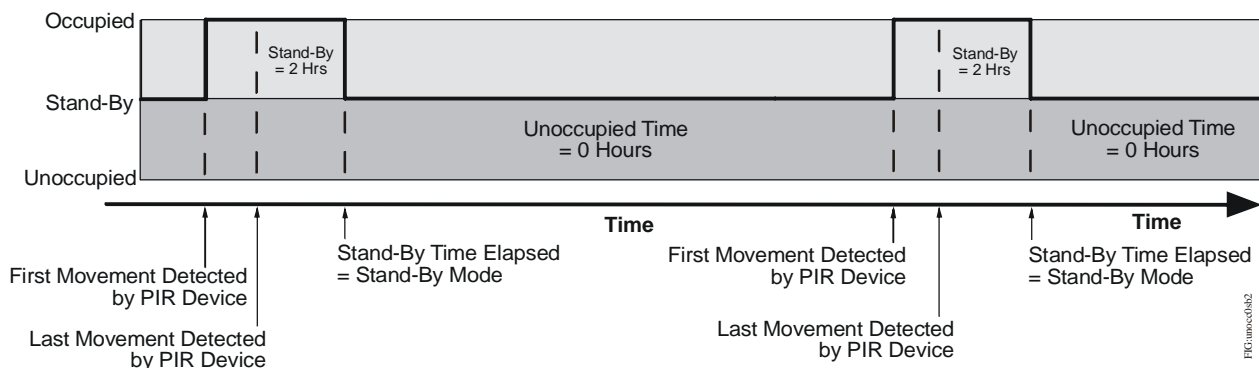 Occupied
Stand-By
= 2 Hrs
Stand-By
= 2 Hrs
Stand-By
Unoccupied Time
= 0 Hours
Unoccupied Time
= 0 Hours
Unoccupied
Time
Time
First Movement Detected
by PIR Device
Stand-By Time Elapsed
= Stand-By Mode
First Movement Detected
by PIR Device
Stand-By Time Elapsed
= Stand-By Mode
Last Movement Detected
by PIR Device
Last Movement Detected
by PIR Device
FIG:unocc0sb2